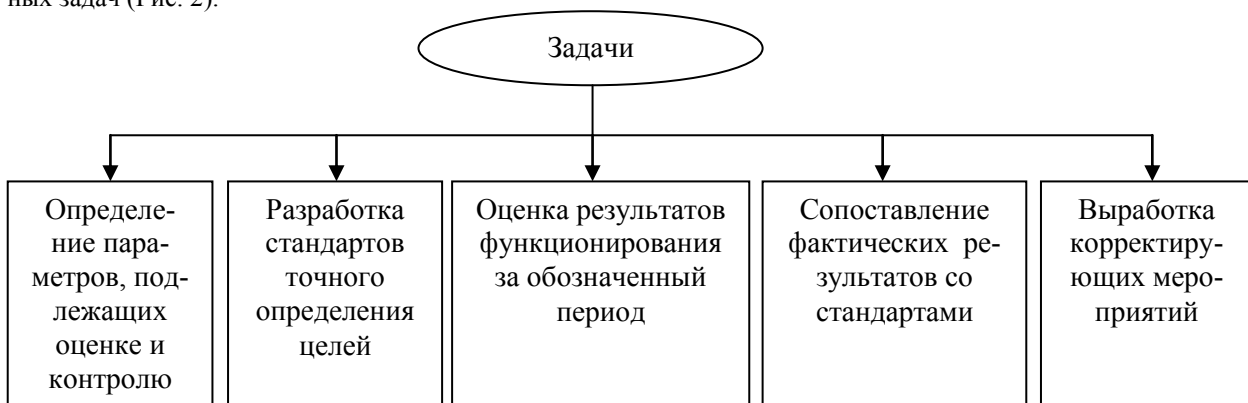 ных задач (Рис. 2).
Задачи
Определе-
ние пара-
метров, под-
лежащих
оценке и
контролю
Разработка
стандартов
точного
определения
целей
Оценка результатов
функционирования
за обозначенный
период
Сопоставление
фактических ре-
зультатов со
стандартами
Выработка
корректиру-
ющих меро-
приятий